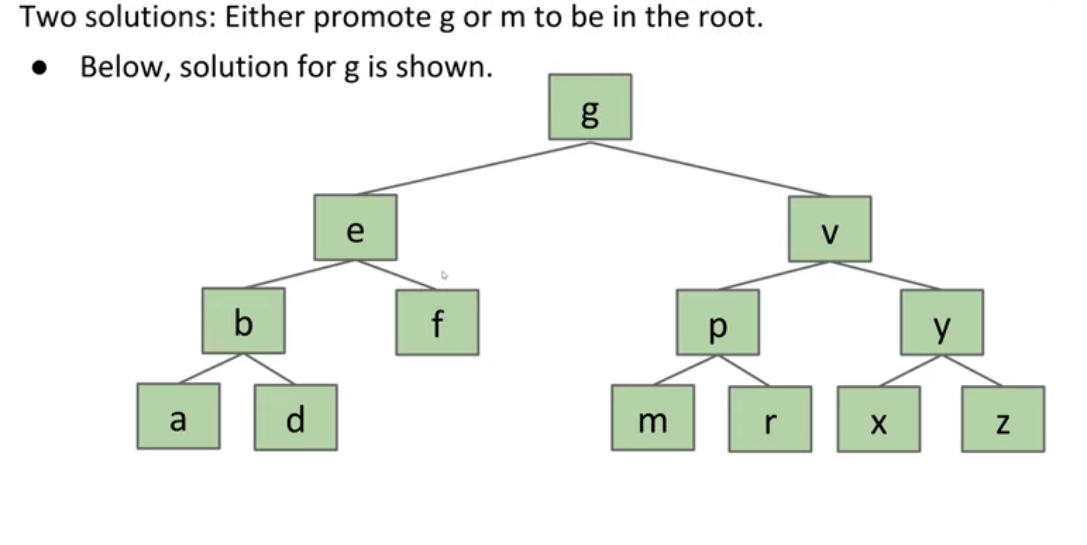 Two solutions: Either promote g or m to be in the root.
● Below, solution for g is shown.
g
e v
b f p y
a d m r x z